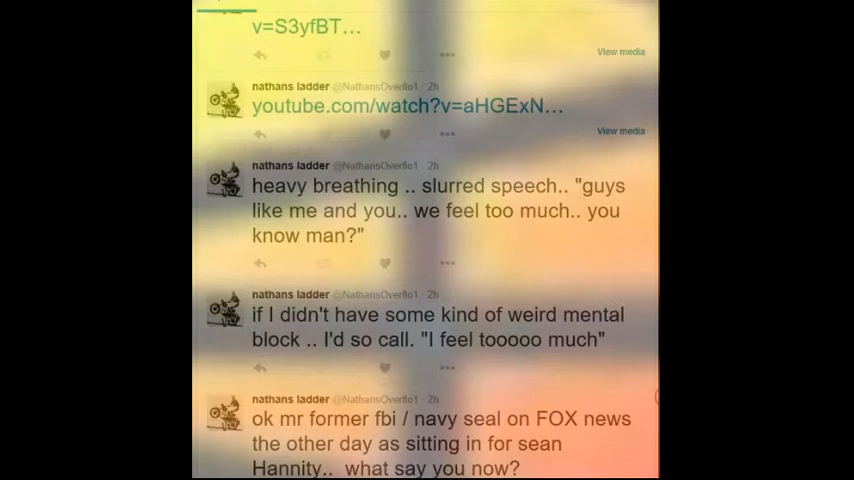 v=S3yfBT...
View media
nathans ladder @NathansOverflo1 · 2h
youtube.com/watch?v=aHGExN...
View media
nathans ladder @NathansOverflo1 · 2h
heavy breathing .. slurred speech.. "guys
like me and you.. we feel too much.. you
know man?"
nathans ladder @NathansOverflo1 · 2h
if I didn't have some kind of weird mental
block .. I'd so call. "I feel tooooo much"
nathans ladder @NathansOverflo1 · 2h
ok mr former fbi / navy seal on FOX news
the other day as sitting in for sean
Hannity.. what say you now?